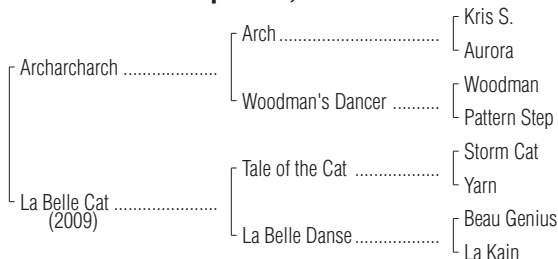 Kris S.
Arch ................................
Aurora
Archarcharch ...................
Woodman
Woodman's Dancer ..........
Pattern Step
Storm Cat
Tale of the Cat .................
Yarn
La Belle Cat .....................
(2009)
Beau Genius
La Belle Danse .................
La Kain